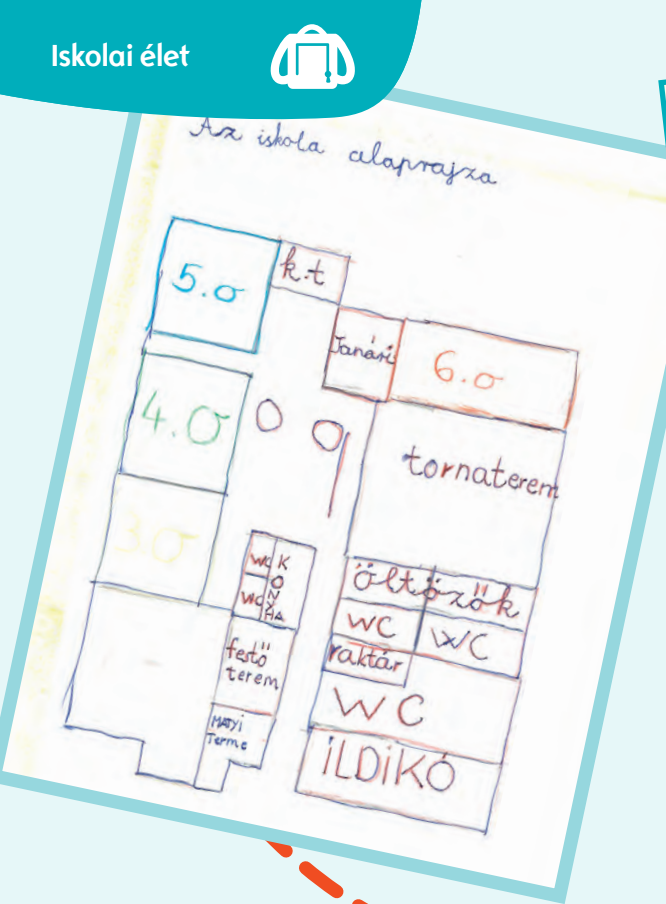 Iskolai élet
Az iskola alaprajza
5.o
k.t
Tanári
6.o
4.o
tornaterem
3.o
WC
WC
KONYHA
öltözők
WC
WC
festő
terem
raktár
WC
MATYI
Terme
iLDiKÓ